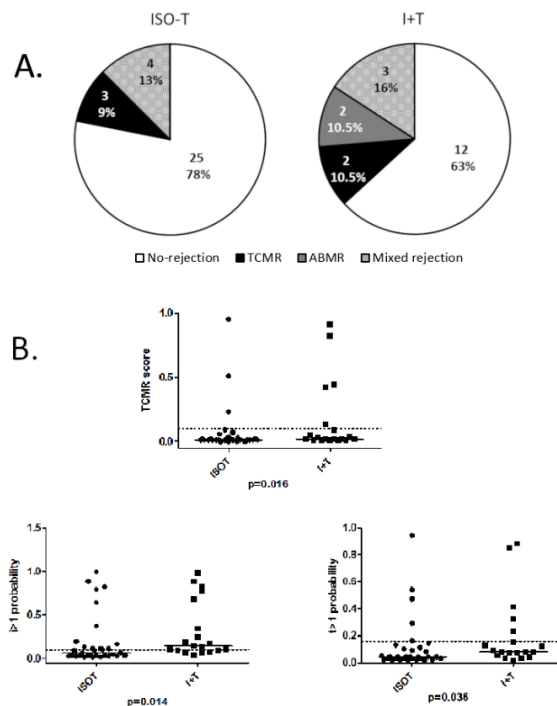 ISO-T
I+T
A.
4
13%
3
9%
25
78%
3
16%
2
10.5%
2
10.5%
12
63%
No-rejection
TCMR
ABMR
Mixed rejection
B.
TCMR score
1.0
0.5
0.0
ISOT
I+T
p=0.016
i>1 probability
1.5
1.0
0.5
0.0
ISOT
I+T
p=0.014
t>1 probability
1.0
0.8
0.6
0.4
0.2
0.0
ISOT
I+T
p=0.036